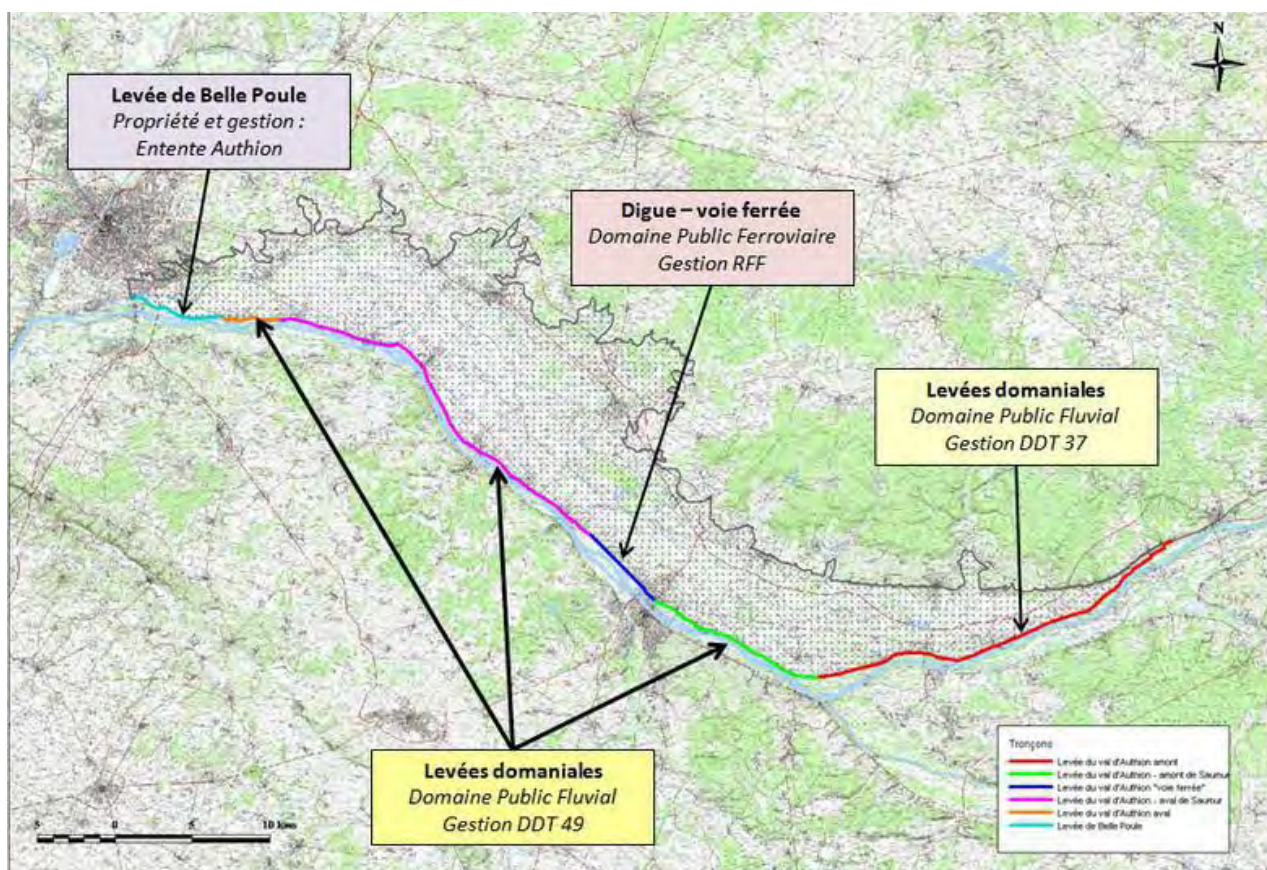 N
Levée de Belle Poule
Propriété et gestion :
Entente Authion
Digue – voie ferrée
Domaine Public Ferroviaire
Gestion RFF
Levées domaniales
Domaine Public Fluvial
Gestion DDT 37
Levées domaniales
Domaine Public Fluvial
Gestion DDT 49
5 0 10 kms
Tronçons
Levée du val d'Authion amont
Levée du val d'Authion - amont de Saumur
Levée du val d'Authion "voie ferrée"
Levée du val d'Authion - aval de Saumur
Levée du val d'Authion aval
Levée de Belle Poule